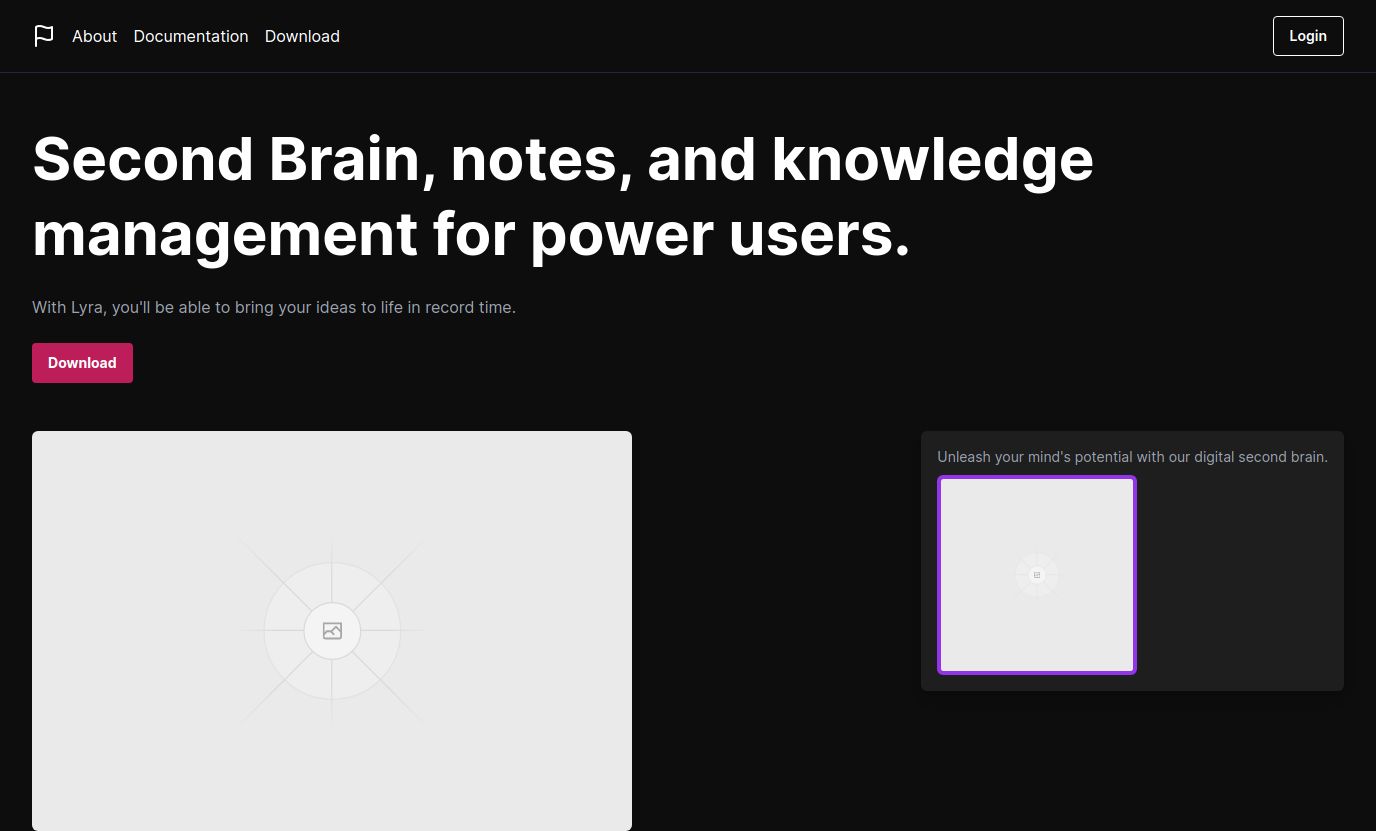 About Documentation Download Login
Second Brain, notes, and knowledge
management for power users.
With Lyra, you'll be able to bring your ideas to life in record time.
Download
Unleash your mind's potential with our digital second brain.